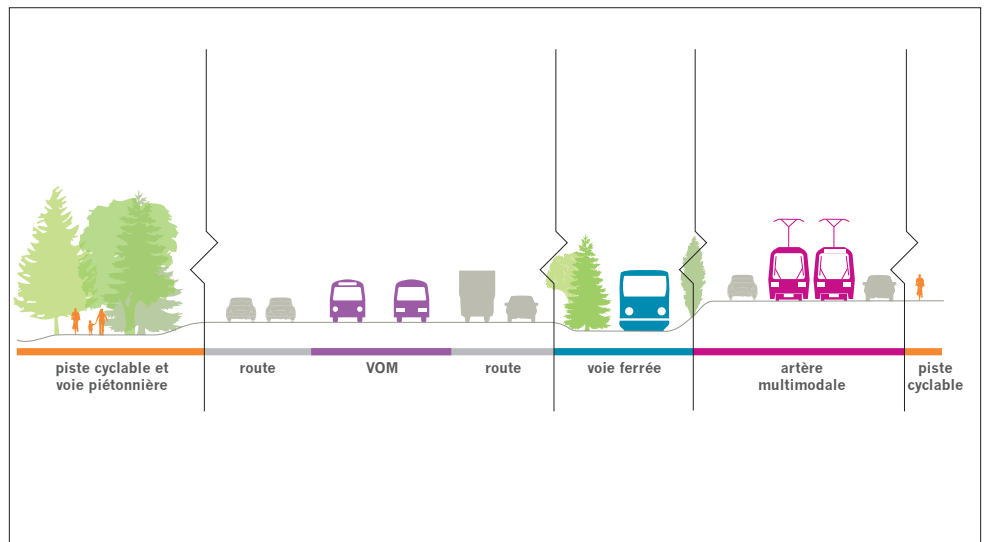 piste cyclable et
voie piétonnière
route
VOM
route
voie ferrée
artère
multimodale
piste
cyclable